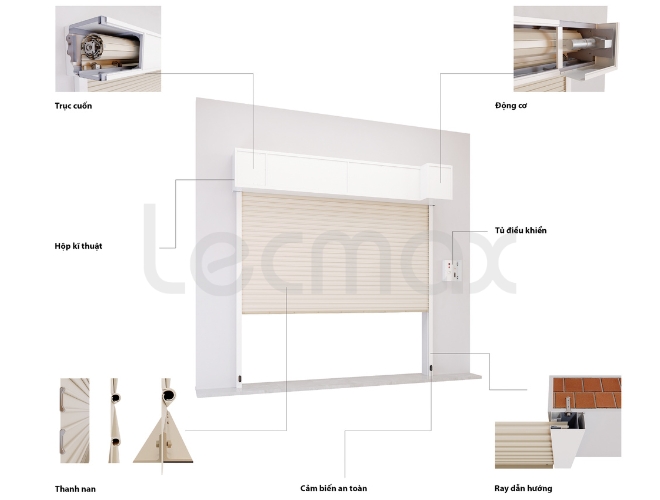 Trục cuốn
Động cơ
Tủ điều khiển
Hộp kĩ thuật
lecmax
Thanh nan
Cảm biến an toàn
Ray dẫn hướng